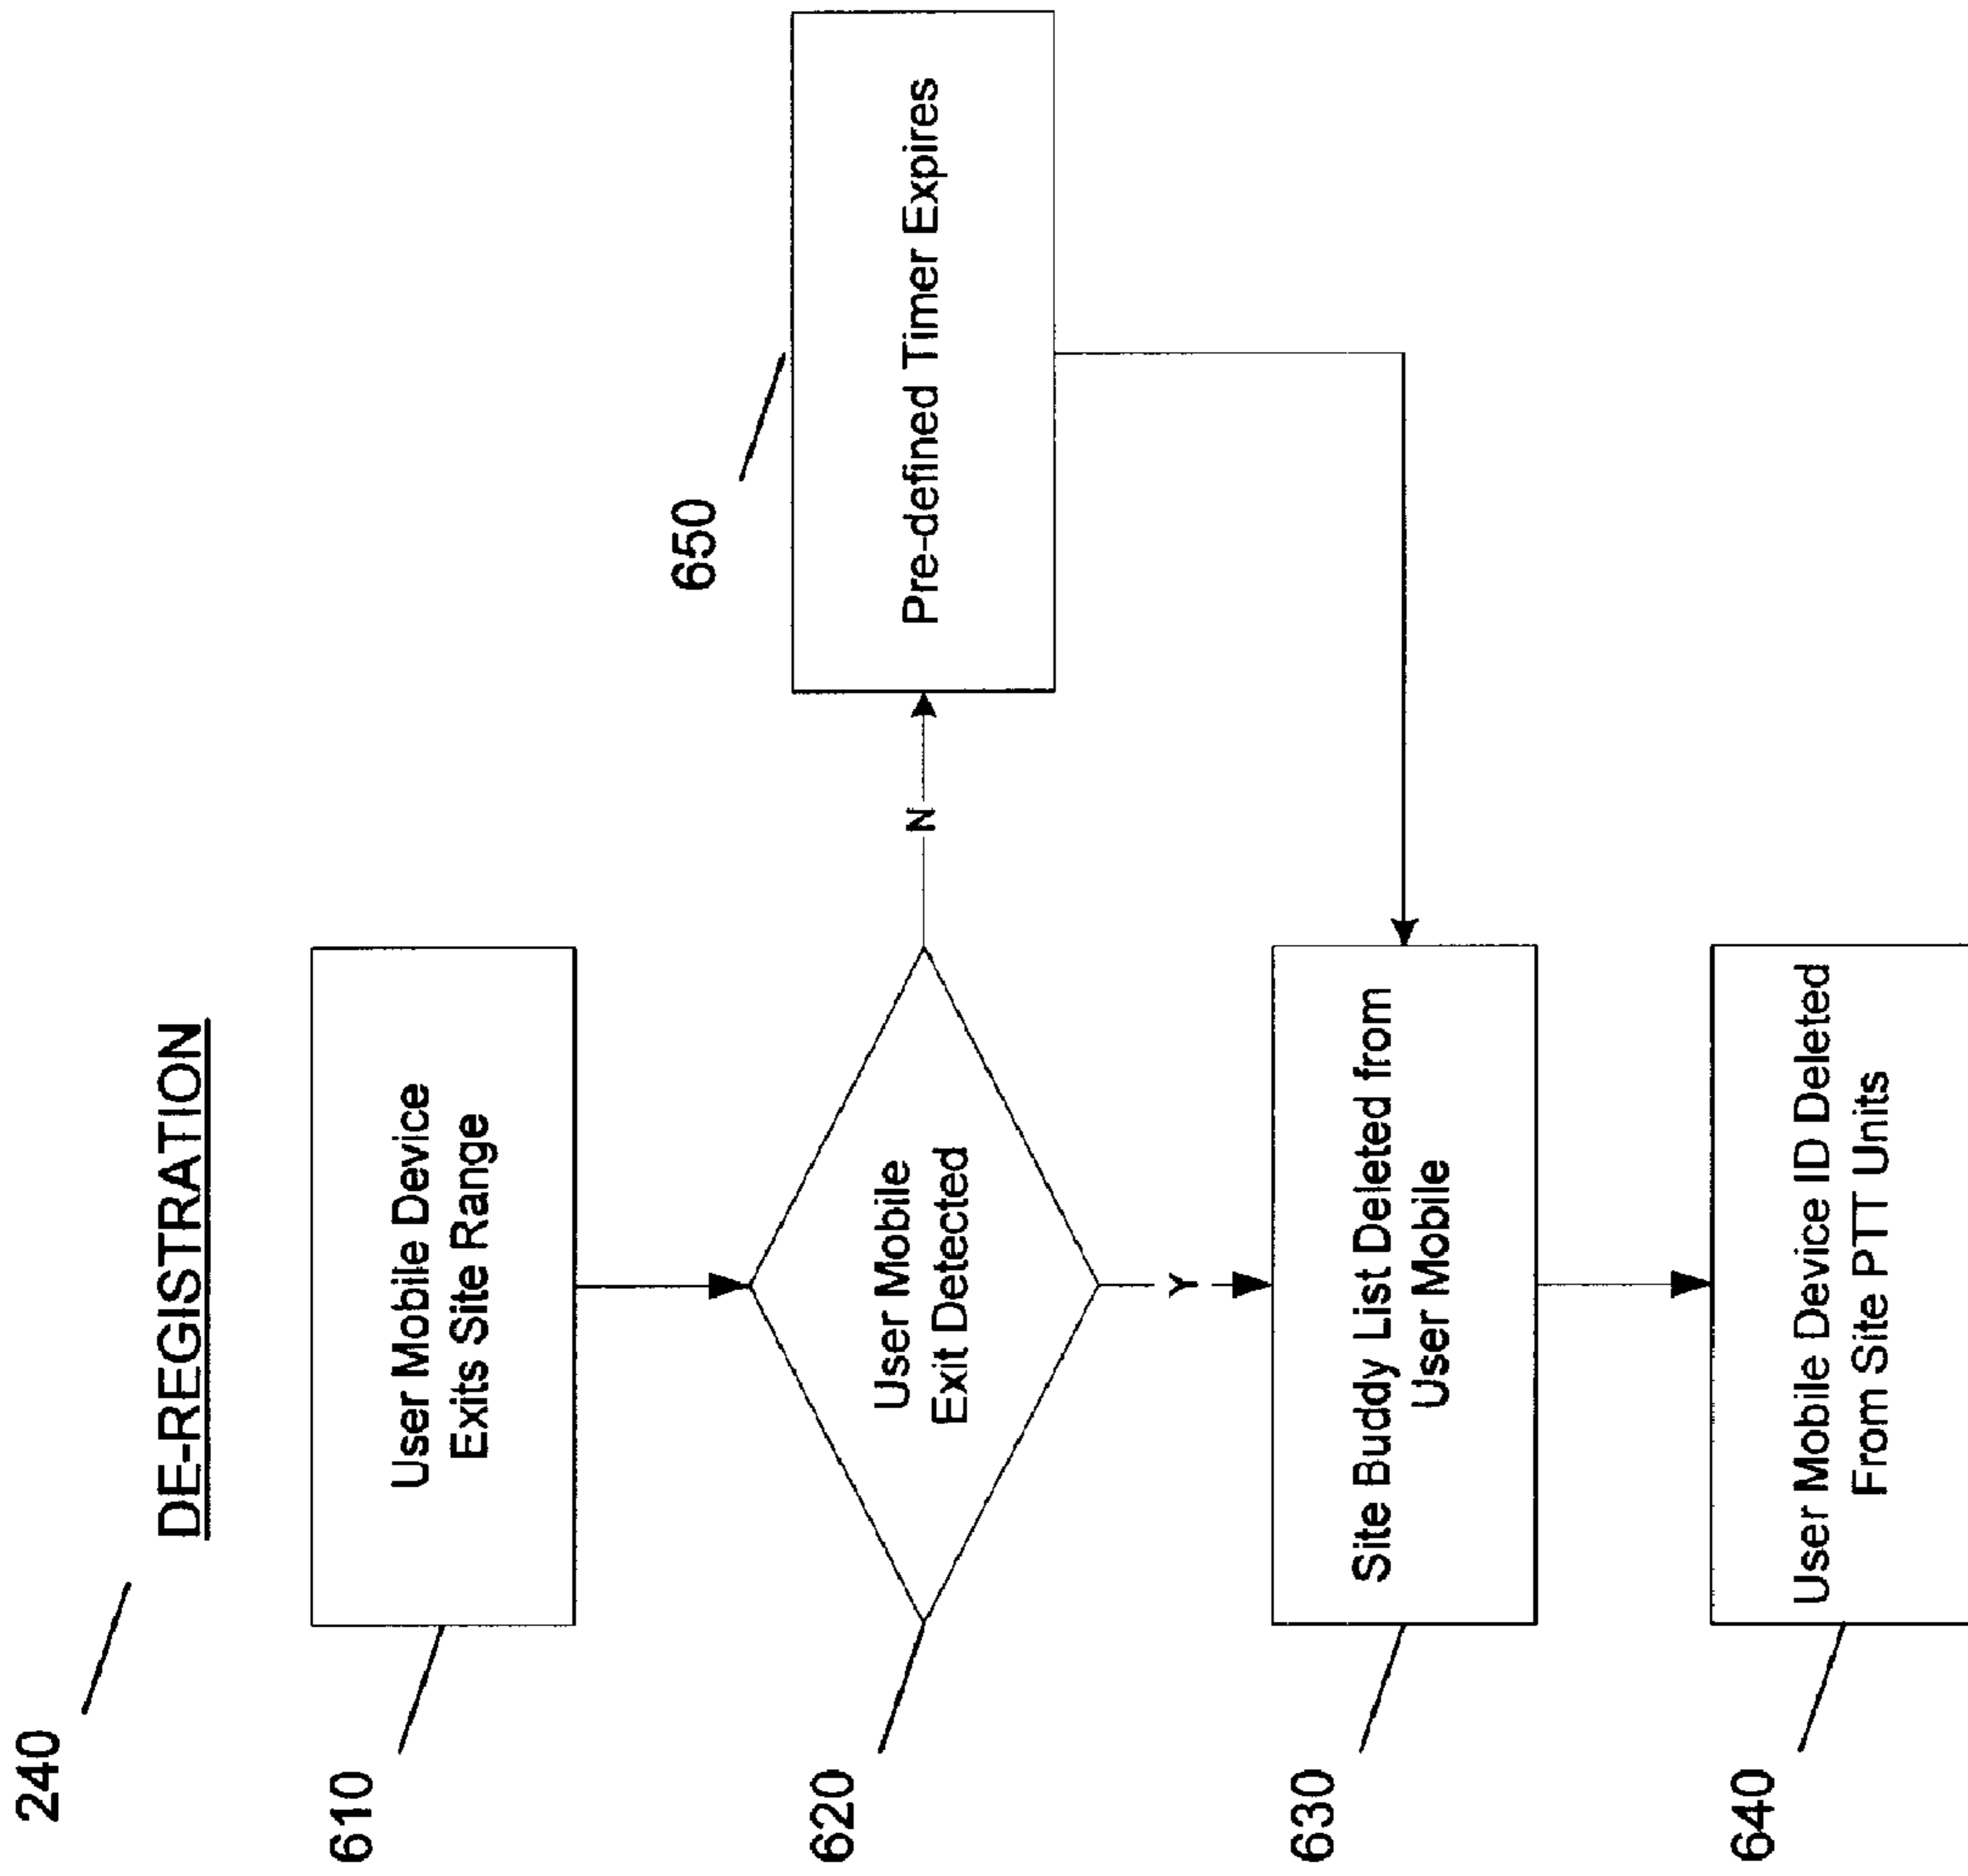 240
DE-REGISTRATION
610
User Mobile Device
Exits Site Range
620
User Mobile
Exit Detected
N
650
Pre-defined Timer Expires
Y
630
Site Buddy List Deleted from
User Mobile
640
User Mobile Device ID Deleted
From Site PTT Units